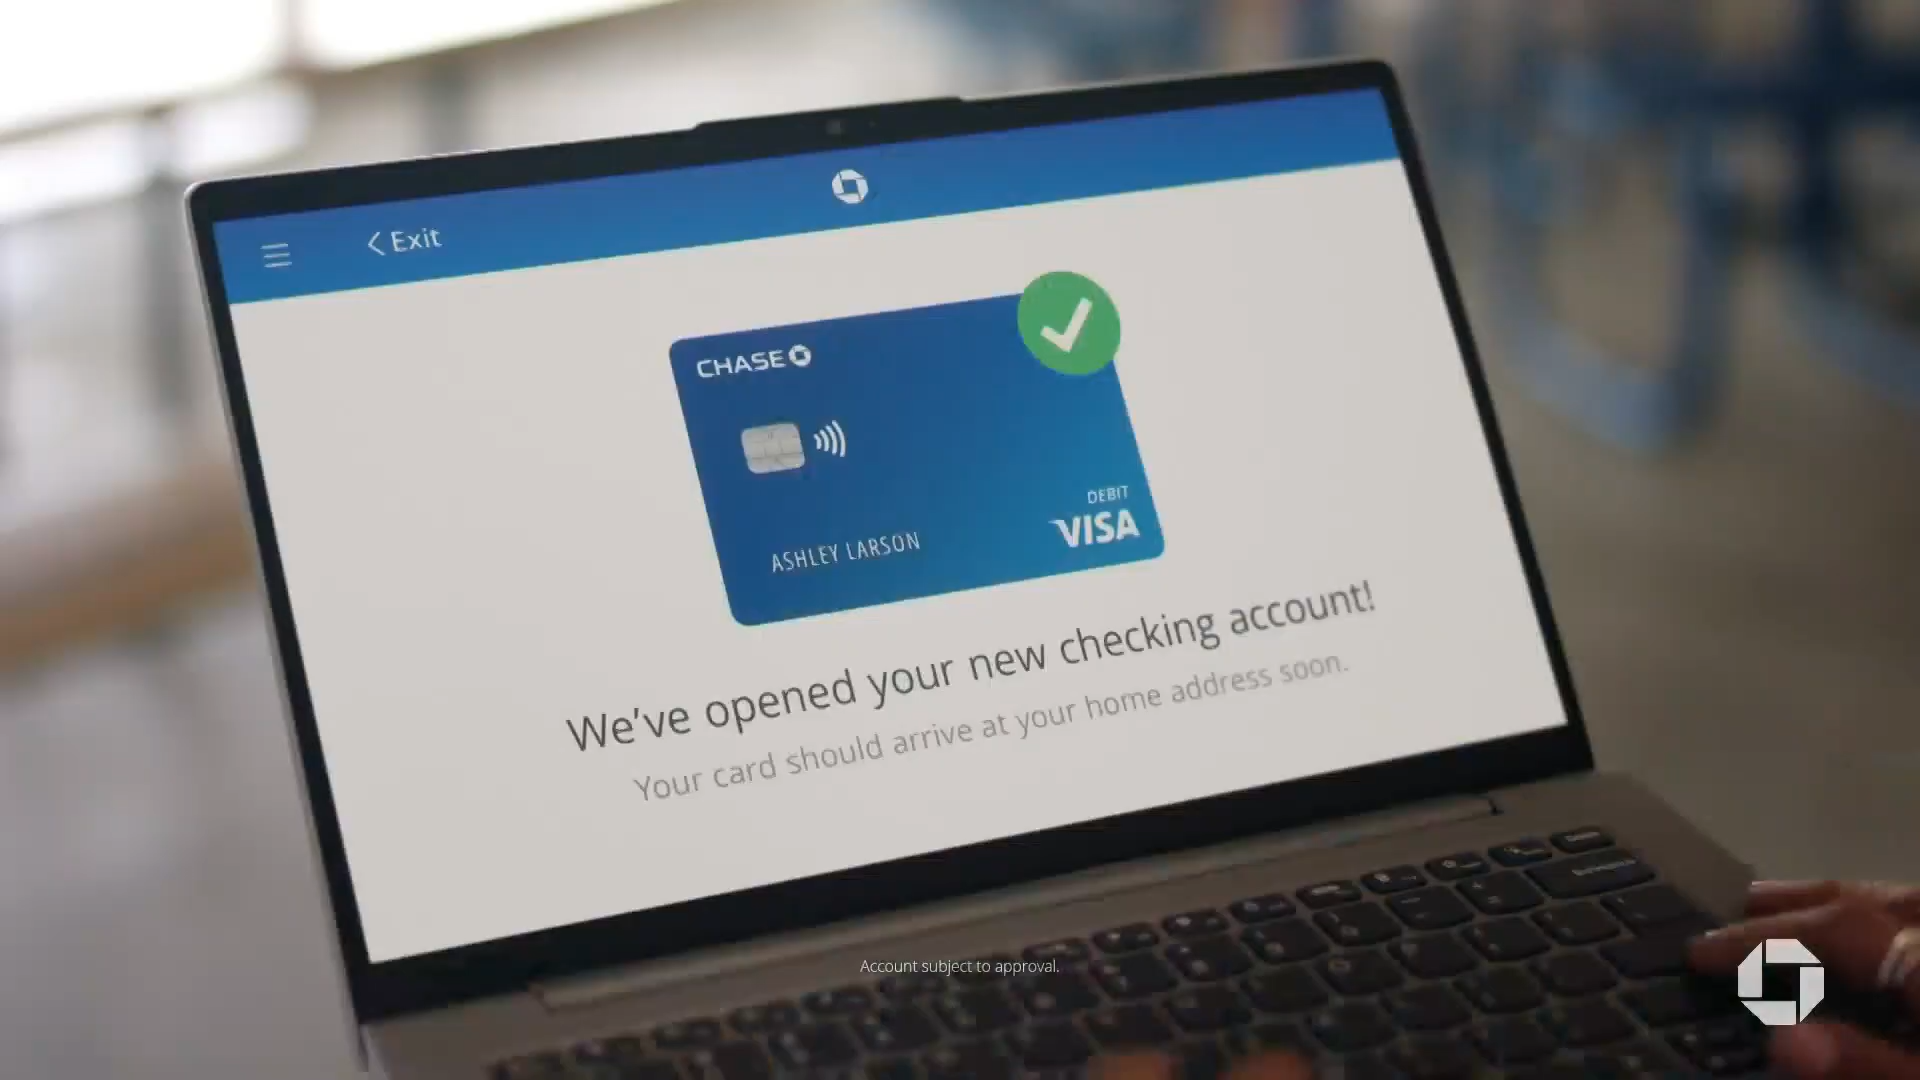 Exit
CHASE
DEBIT
VISA
ASHLEY LARSON
We've opened your new checking account!
Your card should arrive at your home address soon.
Account subject to approval.